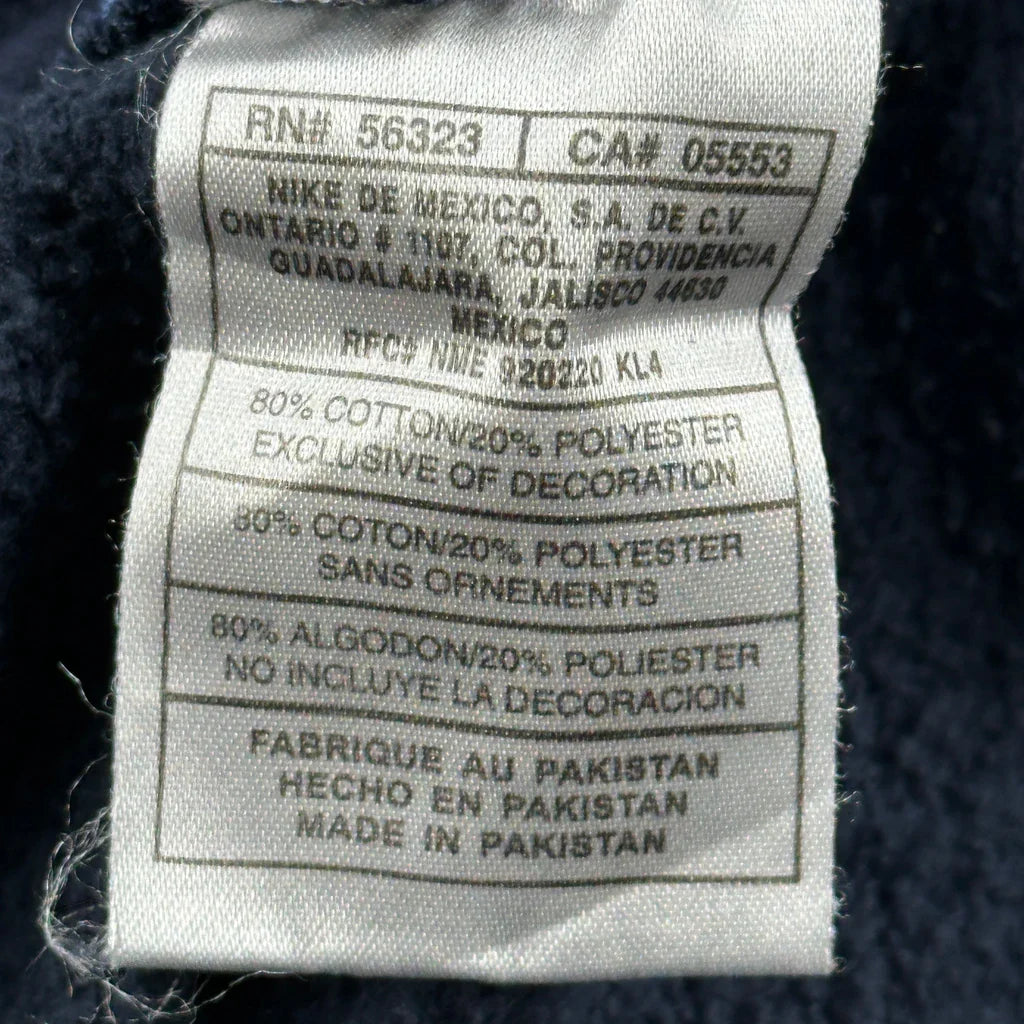 RN# 56323 CA# 05553
NIKE DE MEXICO, S.A. DE C.V.
ONTARIO # 1107, COL. PROVIDENCIA
GUADALAJARA, JALISCO 44630
MEXICO
RFC# NME 920220 KL4
80% COTTON/20% POLYESTER
EXCLUSIVE OF DECORATION
80% COTON/20% POLYESTER
SANS ORNEMENTS
80% ALGODON/20% POLIESTER
NO INCLUYE LA DECORACION
FABRIQUE AU PAKISTAN
HECHO EN PAKISTAN
MADE IN PAKISTAN